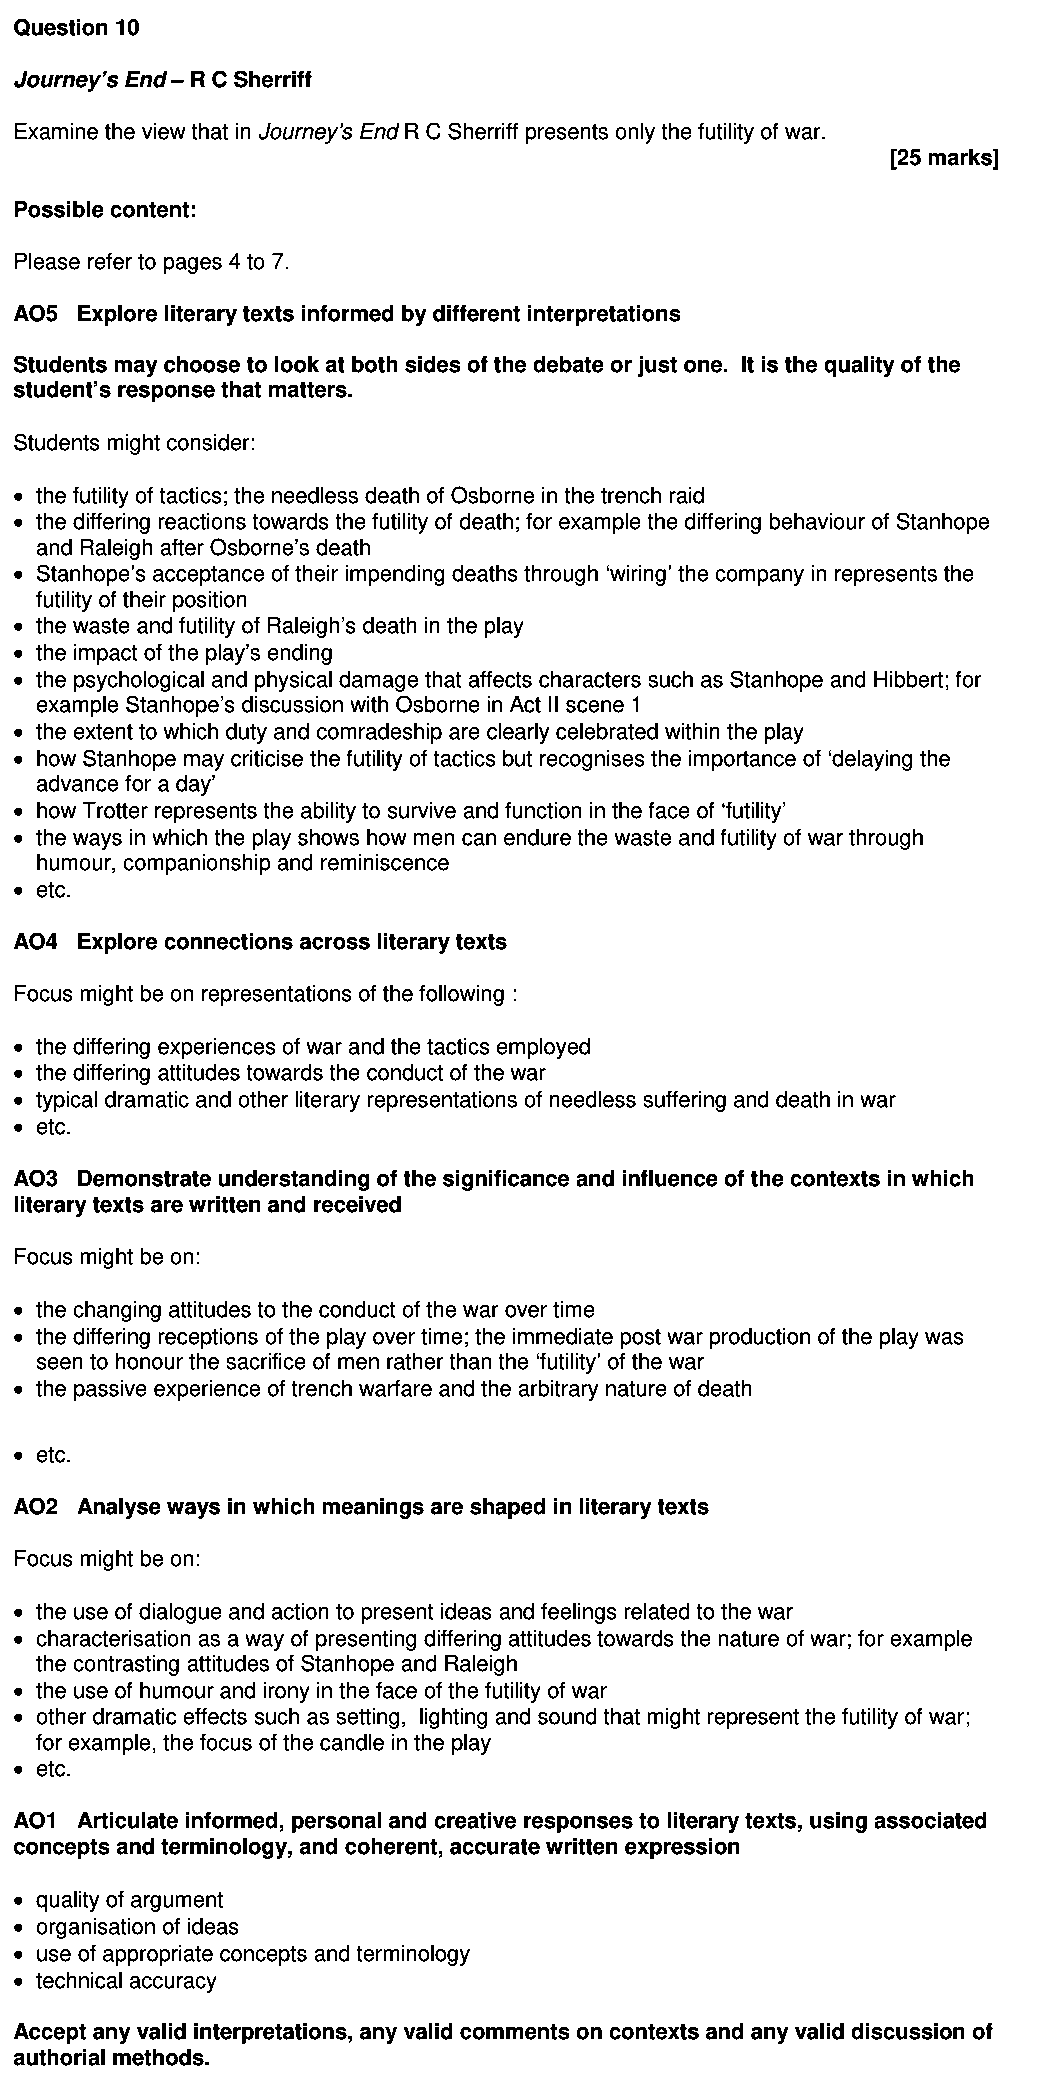 Question 10
Journey's End – R C Sherriff
Examine the view that in Journey's End R C Sherriff presents only the futility of war.
[25 marks]
Possible content:
Please refer to pages 4 to 7.
AO5 Explore literary texts informed by different interpretations
Students may choose to look at both sides of the debate or just one. It is the quality of the
student's response that matters.
Students might consider:
• the futility of tactics; the needless death of Osborne in the trench raid
• the differing reactions towards the futility of death; for example the differing behaviour of Stanhope
and Raleigh after Osborne's death
• Stanhope's acceptance of their impending deaths through 'wiring' the company in represents the
futility of their position
• the waste and futility of Raleigh's death in the play
• the impact of the play's ending
• the psychological and physical damage that affects characters such as Stanhope and Hibbert; for
example Stanhope's discussion with Osborne in Act II scene 1
• the extent to which duty and comradeship are clearly celebrated within the play
• how Stanhope may criticise the futility of tactics but recognises the importance of 'delaying the
advance for a day'
• how Trotter represents the ability to survive and function in the face of 'futility'
• the ways in which the play shows how men can endure the waste and futility of war through
humour, companionship and reminiscence
• etc.
AO4 Explore connections across literary texts
Focus might be on representations of the following :
• the differing experiences of war and the tactics employed
• the differing attitudes towards the conduct of the war
• typical dramatic and other literary representations of needless suffering and death in war
• etc.
AO3 Demonstrate understanding of the significance and influence of the contexts in which
literary texts are written and received
Focus might be on:
• the changing attitudes to the conduct of the war over time
• the differing receptions of the play over time; the immediate post war production of the play was
seen to honour the sacrifice of men rather than the 'futility' of the war
• the passive experience of trench warfare and the arbitrary nature of death
• etc.
AO2 Analyse ways in which meanings are shaped in literary texts
Focus might be on:
• the use of dialogue and action to present ideas and feelings related to the war
• characterisation as a way of presenting differing attitudes towards the nature of war; for example
the contrasting attitudes of Stanhope and Raleigh
• the use of humour and irony in the face of the futility of war
• other dramatic effects such as setting, lighting and sound that might represent the futility of war;
for example, the focus of the candle in the play
• etc.
AO1 Articulate informed, personal and creative responses to literary texts, using associated
concepts and terminology, and coherent, accurate written expression
• quality of argument
• organisation of ideas
• use of appropriate concepts and terminology
• technical accuracy
Accept any valid interpretations, any valid comments on contexts and any valid discussion of
authorial methods.